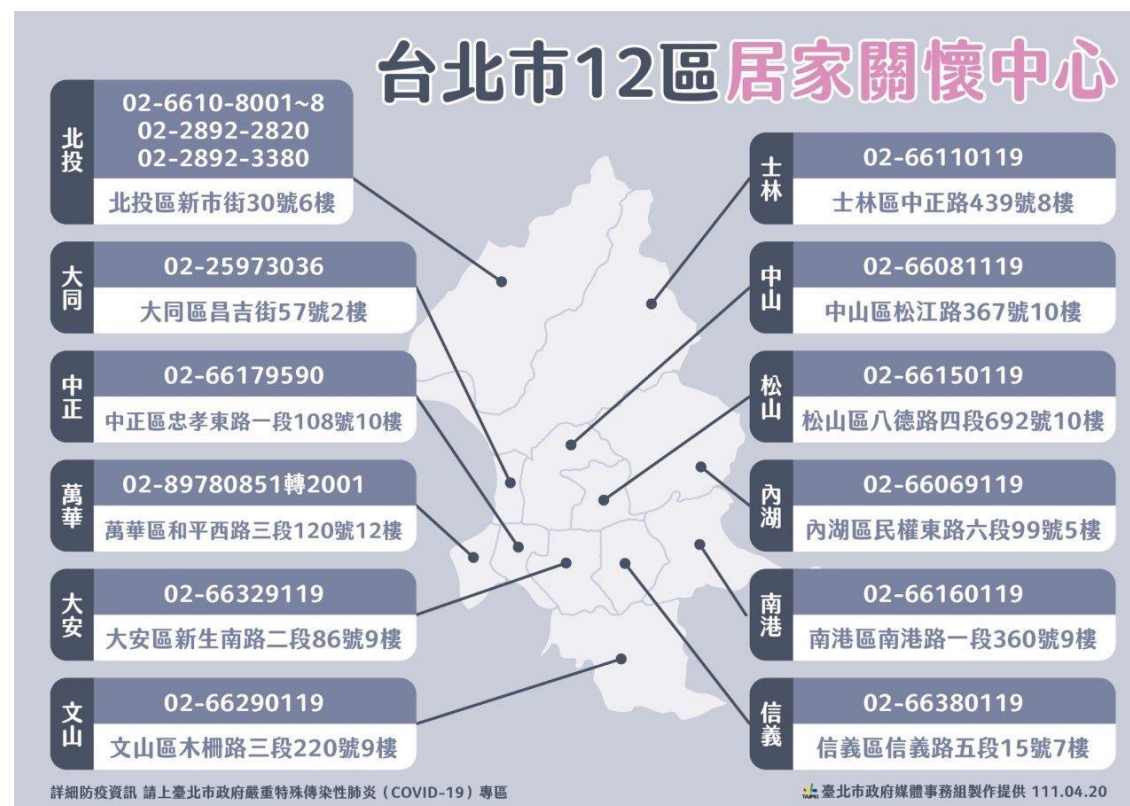 台北市12區居家關懷中心
北投
02-6610-8001~8
02-2892-2820
02-2892-3380
北投區新市街30號6樓
大同
02-25973036
大同區昌吉街57號2樓
中正
02-66179590
中正區忠孝東路一段108號10樓
萬華
02-89780851轉2001
萬華區和平西路三段120號12樓
大安
02-66329119
大安區新生南路二段86號9樓
文山
02-66290119
文山區木柵路三段220號9樓
士林
02-66110119
士林區中正路439號8樓
中山
02-66081119
中山區松江路367號10樓
松山
02-66150119
松山區八德路四段692號10樓
內湖
02-66069119
內湖區民權東路六段99號5樓
南港
02-66160119
南港區南港路一段360號9樓
信義
02-66380119
信義區信義路五段15號7樓
詳細防疫資訊 請上臺北市政府嚴重特殊傳染性肺炎（COVID-19）專區
TAIPEI 臺北市政府媒體事務組製作提供 111.04.20